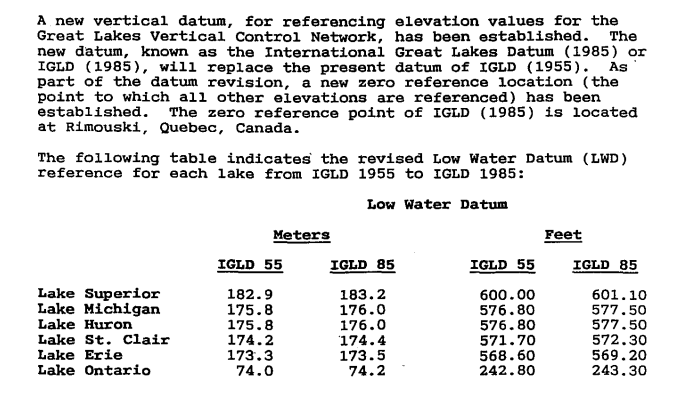 A new vertical datum, for referencing elevation values for the
Great Lakes Vertical Control Network, has been established. The
new datum, known as the International Great Lakes Datum (1985) or
IGLD (1985), will replace the present datum of IGLD (1955). As
part of the datum revision, a new zero reference location (the
point to which all other elevations are referenced) has been
established. The zero reference point of IGLD (1985) is located
at Rimouski, Quebec, Canada.
The following table indicates the revised Low Water Datum (LWD)
reference for each lake from IGLD 1955 to IGLD 1985:
Low Water Datum
Meters Feet
IGLD 55 IGLD 85 IGLD 55 IGLD 85
Lake Superior 182.9 183.2 600.00 601.10
Lake Michigan 175.8 176.0 576.80 577.50
Lake Huron 175.8 176.0 576.80 577.50
Lake St. Clair 174.2 174.4 571.70 572.30
Lake Erie 173.3 173.5 568.60 569.20
Lake Ontario 74.0 74.2 242.80 243.30